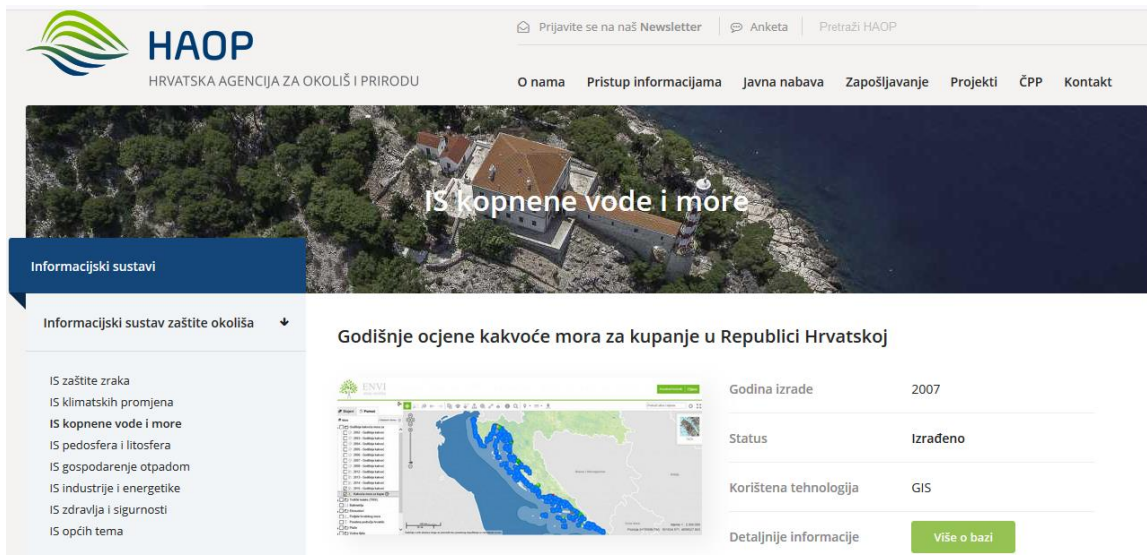 HAOP
HRVATSKA AGENCIJA ZA OKOLIŠ I PRIRODU
Prijavite se na naš Newsletter
Anketa
Pretraži HAOP
O nama Pristup informacijama Javna nabava Zapošljavanje Projekti ČPP Kontakt
IS kopnene vode i more
Informacijski sustavi
Informacijski sustav zaštite okoliša
IS zaštite zraka
IS klimatskih promjena
IS kopnene vode i more
IS pedosfera i litosfera
IS gospodarenje otpadom
IS industrije i energetike
IS zdravlja i sigurnosti
IS općih tema
Godišnje ocjene kakvoće mora za kupanje u Republici Hrvatskoj
ENVI
Godina izrade 2007
Status Izrađeno
Korištena tehnologija GIS
Detaljnije informacije Više o bazi